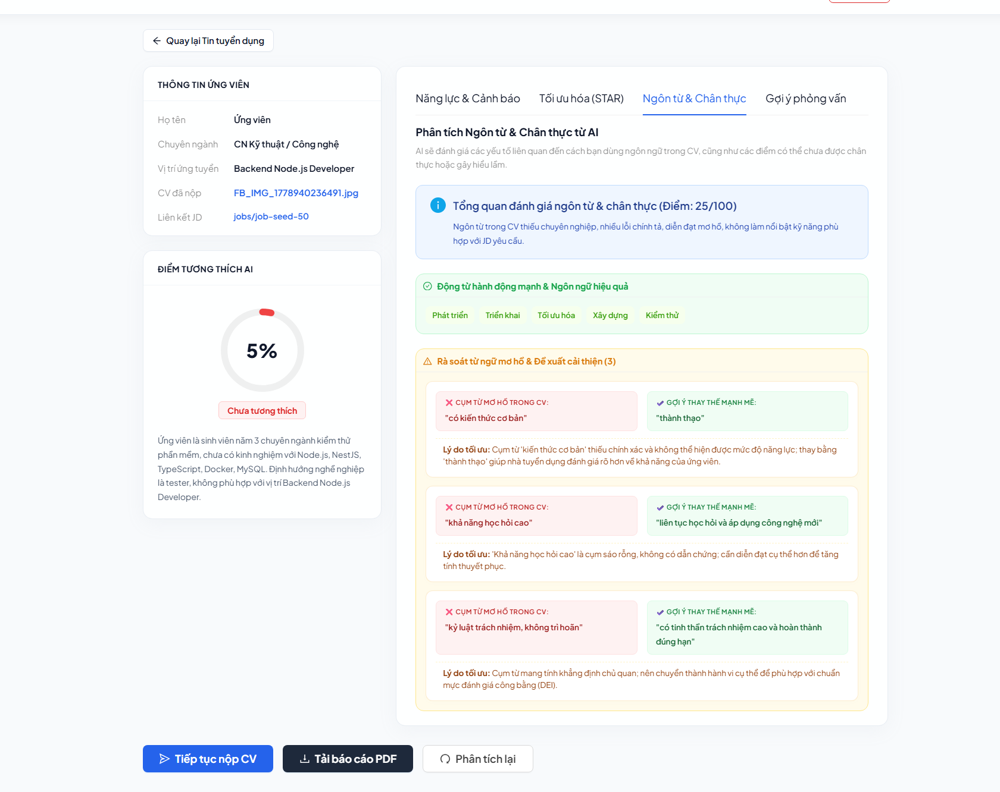 Quay lại Tin tuyển dụng
THÔNG TIN ỨNG VIÊN
Họ tên
Ứng viên
Chuyên ngành
CN Kỹ thuật / Công nghệ
Vị trí ứng tuyển
Backend Node.js Developer
CV đã nộp
FB_IMG_1778940236491.jpg
Liên kết JD
jobs/job-seed-50
ĐIỂM TƯƠNG THÍCH AI
5%
Chưa tương thích
Ứng viên là sinh viên năm 3 chuyên ngành kiểm thử
phần mềm, chưa có kinh nghiệm với Node.js, NestJS,
TypeScript, Docker, MySQL. Định hướng nghề nghiệp
là tester, không phù hợp với vị trí Backend Node.js
Developer.
Năng lực & Cảnh báo
Tối ưu hóa (STAR)
Ngôn từ & Chân thực
Gợi ý phỏng vấn
Phân tích Ngôn từ & Chân thực từ AI
AI sẽ đánh giá các yếu tố liên quan đến cách bạn dùng ngôn ngữ trong CV, cũng như các điểm có thể chưa được chân
thực hoặc gây hiểu lầm.
Tổng quan đánh giá ngôn từ & chân thực (Điểm: 25/100)
Ngôn từ trong CV thiếu chuyên nghiệp, nhiều lỗi chính tả, diễn đạt mơ hồ, không làm nổi bật kỹ năng phù
hợp với JD yêu cầu.
Động từ hành động mạnh & Ngôn ngữ hiệu quả
Phát triển
Triển khai
Tối ưu hóa
Xây dựng
Kiểm thử
Rà soát từ ngữ mơ hồ & Đề xuất cải thiện (3)
CỤM TỪ MƠ HỒ TRONG CV:
"có kiến thức cơ bản"
GỢI Ý THAY THẾ MẠNH MẼ:
"thành thạo"
Lý do tối ưu: Cụm từ 'kiến thức cơ bản' thiếu chính xác và không thể hiện được mức độ năng lực; thay bằng
'thành thạo' giúp nhà tuyển dụng đánh giá rõ hơn về khả năng của ứng viên.
CỤM TỪ MƠ HỒ TRONG CV:
"khả năng học hỏi cao"
GỢI Ý THAY THẾ MẠNH MẼ:
"liên tục học hỏi và áp dụng công nghệ mới"
Lý do tối ưu: 'Khả năng học hỏi cao' là cụm sáo rỗng, không có dẫn chứng; cần diễn đạt cụ thể hơn để tăng
tính thuyết phục.
CỤM TỪ MƠ HỒ TRONG CV:
"kỷ luật trách nhiệm, không trì hoãn"
GỢI Ý THAY THẾ MẠNH MẼ:
"có tinh thần trách nhiệm cao và hoàn thành
đúng hạn"
Lý do tối ưu: Cụm từ mang tính khẳng định chủ quan; nên chuyển thành hành vi cụ thể để phù hợp với chuẩn
mực đánh giá công bằng (DEI).
Tiếp tục nộp CV
Tải báo cáo PDF
Phân tích lại